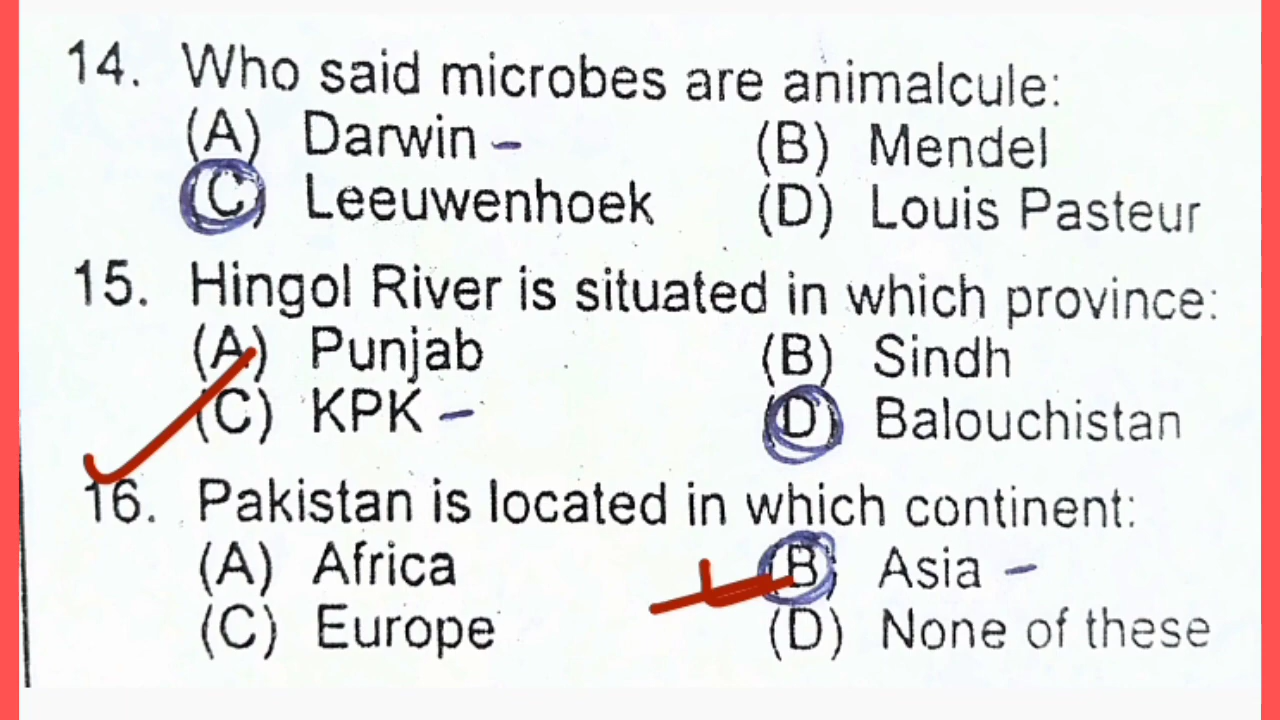 14. Who said microbes are animalcule:
(A) Darwin - (B) Mendel
(C) Leeuwenhoek (D) Louis Pasteur
15. Hingol River is situated in which province:
(A) Punjab (B) Sindh
(C) KPK - (D) Balouchistan
16. Pakistan is located in which continent:
(A) Africa (B) Asia -
(C) Europe (D) None of these